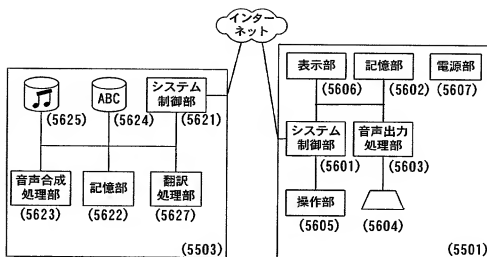 インター
ネット
システム
制御部
ABC
(5625)
(5624)
(5621)
音声合成
処理部
記憶部
翻訳
処理部
(5623)
(5622)
(5627)
(5503)
表示部
記憶部
電源部
(5606)
(5602)
(5607)
システム
制御部
音声出力
処理部
(5601)
(5603)
操作部
(5605)
(5604)
(5501)